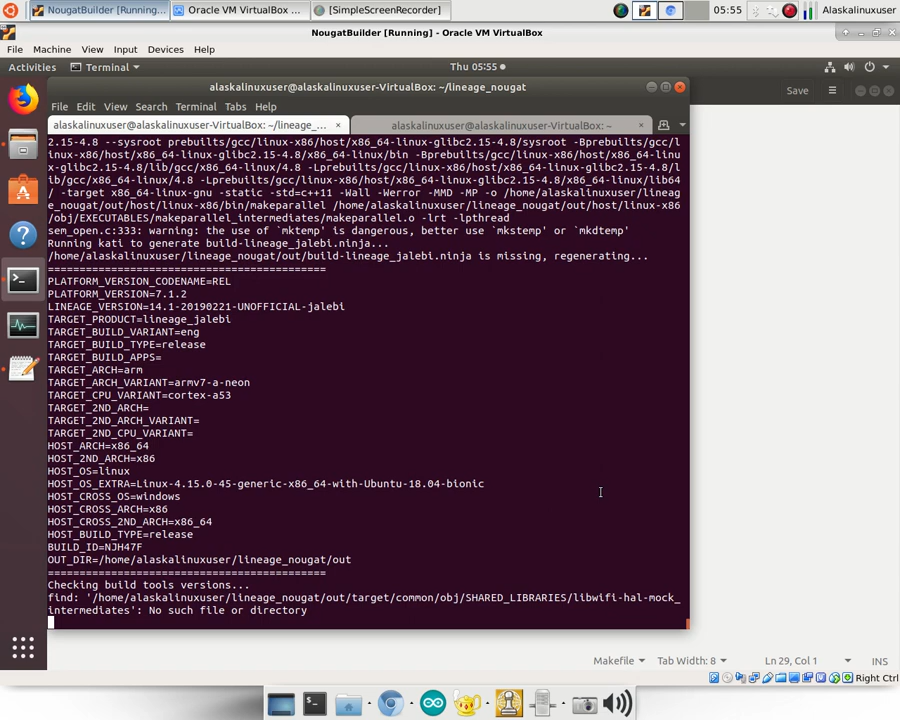 NougatBuilder [Running...
Oracle VM VirtualBox ...
[SimpleScreenRecorder]
05:55
Alaskalinuxuser
NougatBuilder [Running] - Oracle VM VirtualBox
File Machine View Input Devices Help
Activities
Terminal
Thu 05:55
alaskalinuxuser@alaskalinuxuser-VirtualBox: ~/lineage_nougat
Save
File Edit View Search Terminal Tabs Help
alaskalinuxuser@alaskalinuxuser-VirtualBox: ~/lineage_... ×
alaskalinuxuser@alaskalinuxuser-VirtualBox: ~ ×
2.15-4.8 --sysroot prebuilts/gcc/linux-x86/host/x86_64-linux-glibc2.15-4.8/sysroot -Bprebuilts/gcc/l
inux-x86/host/x86_64-linux-glibc2.15-4.8/x86_64-linux/bin -Bprebuilts/gcc/linux-x86/host/x86_64-linu
x-glibc2.15-4.8/lib/gcc/x86_64-linux/4.8 -Lprebuilts/gcc/linux-x86/host/x86_64-linux-glibc2.15-4.8/
lib/gcc/x86_64-linux/4.8 -Lprebuilts/gcc/linux-x86/host/x86_64-linux-glibc2.15-4.8/x86_64-linux/lib64
/ -target x86_64-linux-gnu -static -std=c++11 -Wall -Werror -MMD -MP -o /home/alaskalinuxuser/lineag
e_nougat/out/host/linux-x86/bin/makeparallel /home/alaskalinuxuser/lineage_nougat/out/host/linux-x86
/obj/EXECUTABLES/makeparallel_intermediates/makeparallel.o -lrt -lpthread
sem_open.c:333: warning: the use of `mktemp' is dangerous, better use `mkstemp' or `mkdtemp'
Running kati to generate build-lineage_jalebi.ninja...
/home/alaskalinuxuser/lineage_nougat/out/build-lineage_jalebi.ninja is missing, regenerating...
============================================
PLATFORM_VERSION_CODENAME=REL
PLATFORM_VERSION=7.1.2
LINEAGE_VERSION=14.1-20190221-UNOFFICIAL-jalebi
TARGET_PRODUCT=lineage_jalebi
TARGET_BUILD_VARIANT=eng
TARGET_BUILD_TYPE=release
TARGET_BUILD_APPS=
TARGET_ARCH=arm
TARGET_ARCH_VARIANT=armv7-a-neon
TARGET_CPU_VARIANT=cortex-a53
TARGET_2ND_ARCH=
TARGET_2ND_ARCH_VARIANT=
TARGET_2ND_CPU_VARIANT=
HOST_ARCH=x86_64
HOST_2ND_ARCH=x86
HOST_OS=linux
HOST_OS_EXTRA=Linux-4.15.0-45-generic-x86_64-with-Ubuntu-18.04-bionic
HOST_CROSS_OS=windows
HOST_CROSS_ARCH=x86
HOST_CROSS_2ND_ARCH=x86_64
HOST_BUILD_TYPE=release
BUILD_ID=NJH47F
OUT_DIR=/home/alaskalinuxuser/lineage_nougat/out
============================================
Checking build tools versions...
find: '/home/alaskalinuxuser/lineage_nougat/out/target/common/obj/SHARED_LIBRARIES/libwifi-hal-mock_
intermediates': No such file or directory
Makefile
Tab Width: 8
Ln 29, Col 1
INS
Right Ctrl